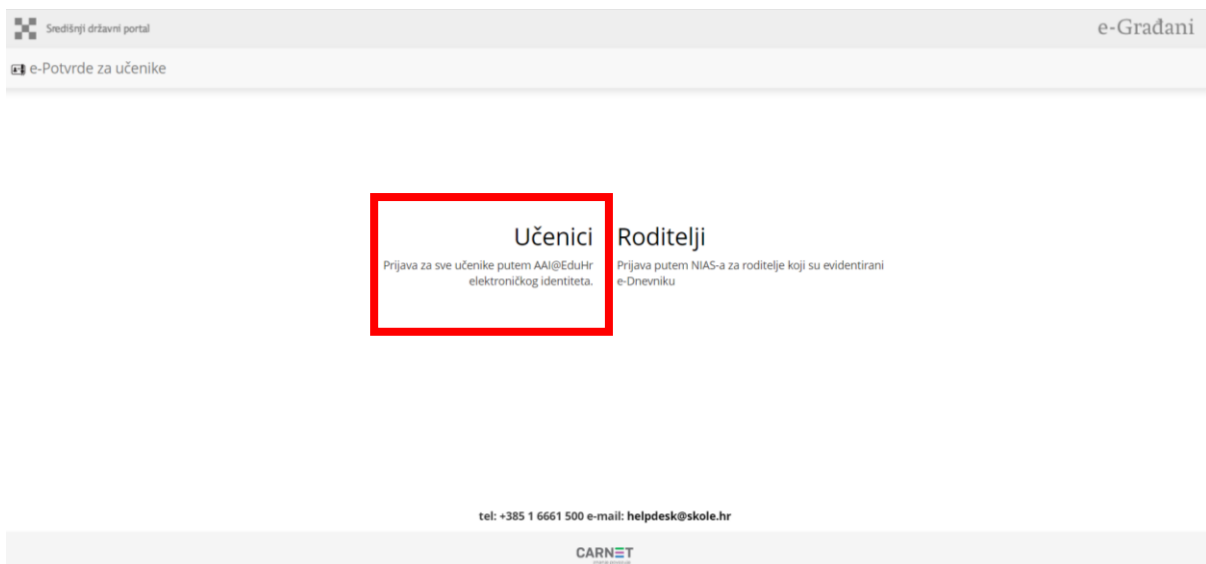 Središnji državni portal
e-Građani
e-Potvrde za učenike
Učenici
Prijava za sve učenike putem AAI@EduHr
elektroničkog identiteta.
Roditelji
Prijava putem NIAS-a za roditelje koji su evidentirani
e-Dnevniku
tel: +385 1 6661 500 e-mail: helpdesk@skole.hr
CARNET